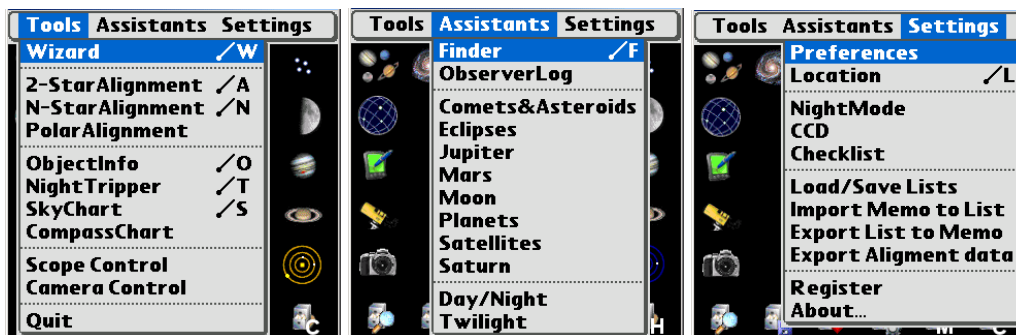 Tools Assistants Settings
Wizard /W
2-StarAlignment /A
N-StarAlignment /N
PolarAlignment
ObjectInfo /O
NightTripper /T
SkyChart /S
CompassChart
Scope Control
Camera Control
Quit
C
Tools Assistants Settings
Finder /F
ObserverLog
Comets&Asteroids
Eclipses
Jupiter
Mars
Moon
Planets
Satellites
Saturn
Day/Night
Twilight
H
Tools Assistants Settings
Preferences
Location /L
NightMode
CCD
Checklist
Load/Save Lists
Import Memo to List
Export List to Memo
Export Aligment data
Register
About...
M C